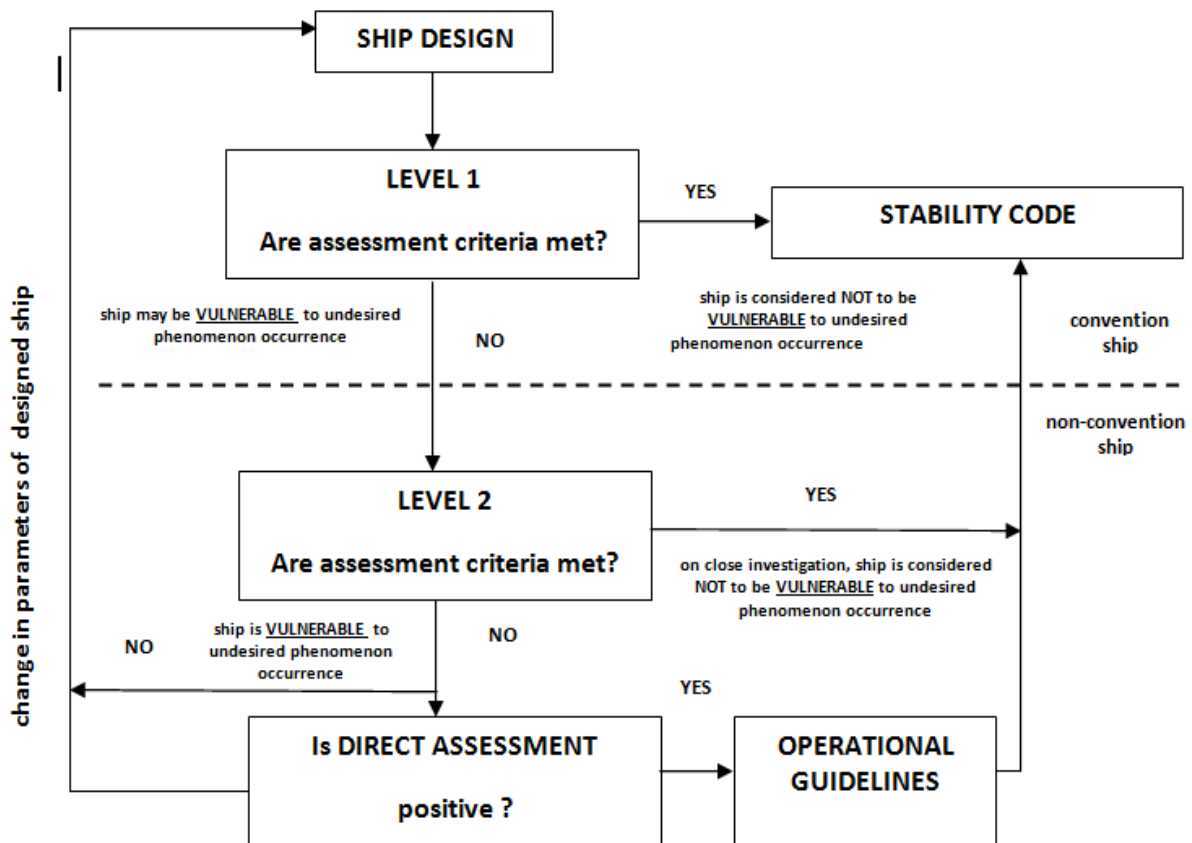 SHIP DESIGN
LEVEL 1
Are assessment criteria met?
YES
STABILITY CODE
ship may be VULNERABLE to undesired
phenomenon occurrence
NO
ship is considered NOT to be
VULNERABLE to undesired
phenomenon occurrence
convention
ship
change in parameters of designed ship
non-convention
ship
LEVEL 2
Are assessment criteria met?
YES
on close investigation, ship is considered
NOT to be VULNERABLE to undesired
phenomenon occurrence
NO
ship is VULNERABLE to
undesired phenomenon
occurrence
NO
YES
Is DIRECT ASSESSMENT
positive ?
OPERATIONAL
GUIDELINES